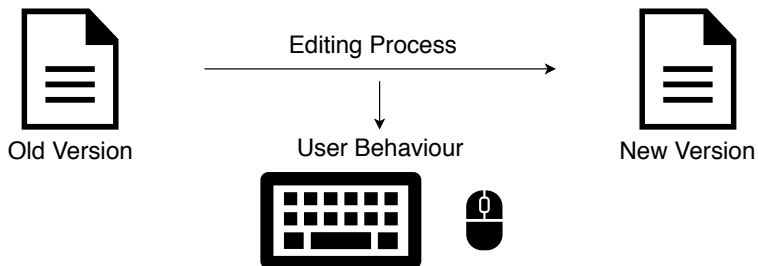 Editing Process
Old Version
User Behaviour
New Version